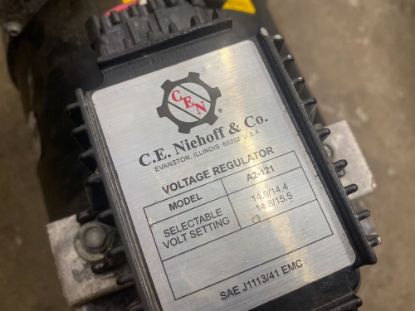 CEN
®
C.E. Niehoff & Co.
EVANSTON, ILLINOIS 60202 U.S.A
VOLTAGE REGULATOR
MODEL A2-121
SELECTABLE VOLT SETTING 14.0/14.4
14.8/15.5
SAE J1113/41 EMC